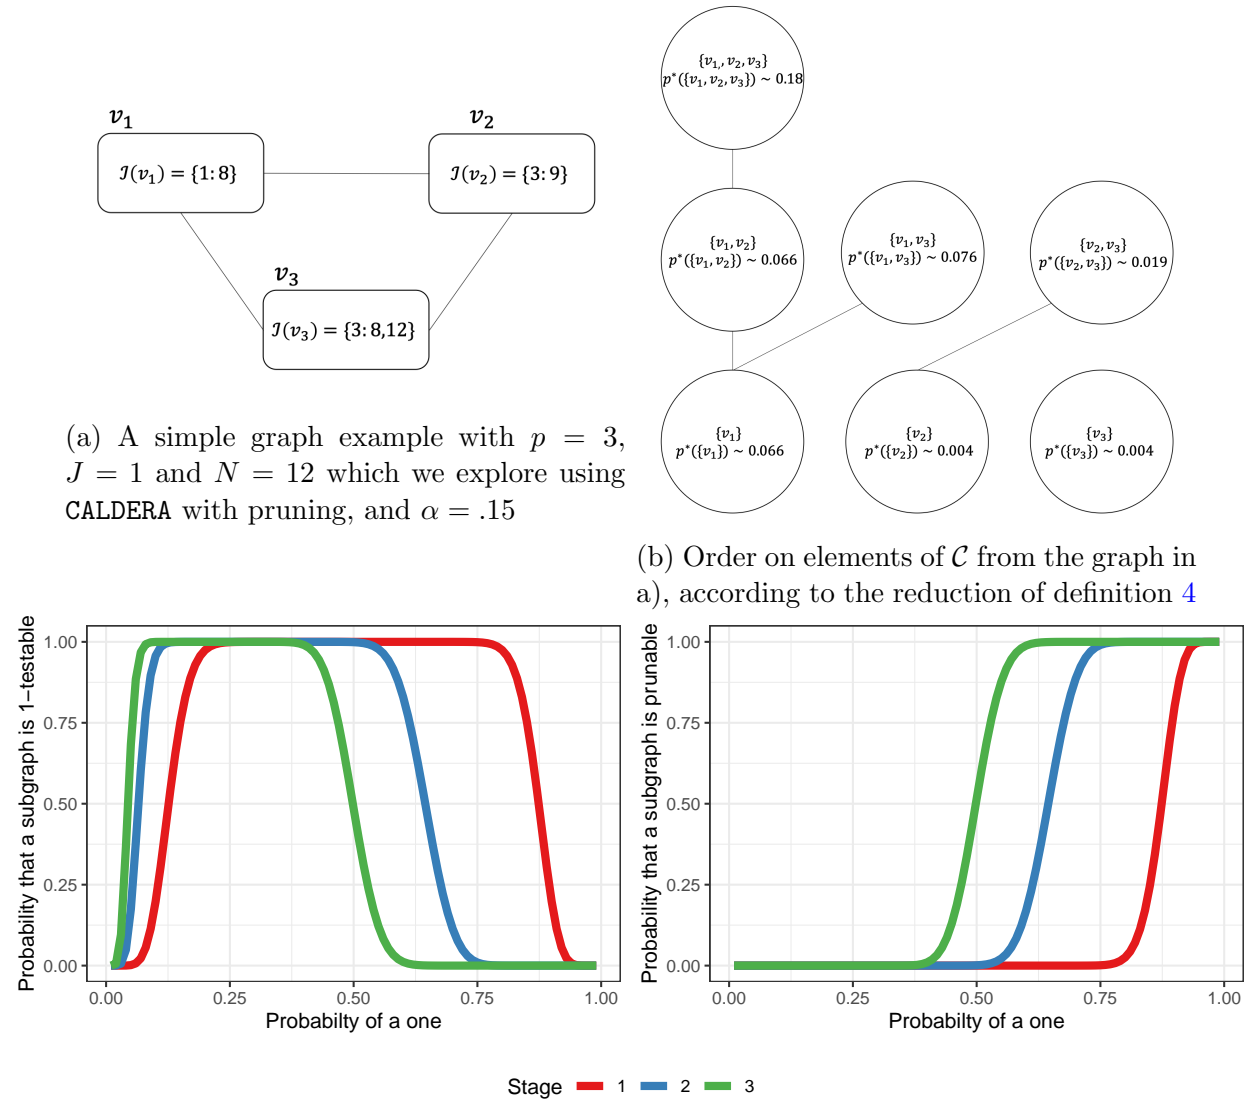 v₁
v₂
ℐ(v₁) = {1:8}
ℐ(v₂) = {3:9}
v₃
ℐ(v₃) = {3:8,12}
(a) A simple graph example with p = 3,
J = 1 and N = 12 which we explore using
CALDERA with pruning, and α = .15
{v₁, v₂, v₃}
p*({v₁, v₂, v₃}) ~ 0.18
{v₁, v₂}
p*({v₁, v₂}) ~ 0.066
{v₁, v₃}
p*({v₁, v₃}) ~ 0.076
{v₂, v₃}
p*({v₂, v₃}) ~ 0.019
{v₁}
p*({v₁}) ~ 0.066
{v₂}
p*({v₂}) ~ 0.004
{v₃}
p*({v₃}) ~ 0.004
(b) Order on elements of 𝒞 from the graph in
a), according to the reduction of definition 4
Probability that a subgraph is 1−testable
1.00
0.75
0.50
0.25
0.00
0.00 0.25 0.50 0.75 1.00
Probabilty of a one
Probability that a subgraph is prunable
1.00
0.75
0.50
0.25
0.00
0.00 0.25 0.50 0.75 1.00
Probabilty of a one
Stage 1 2 3